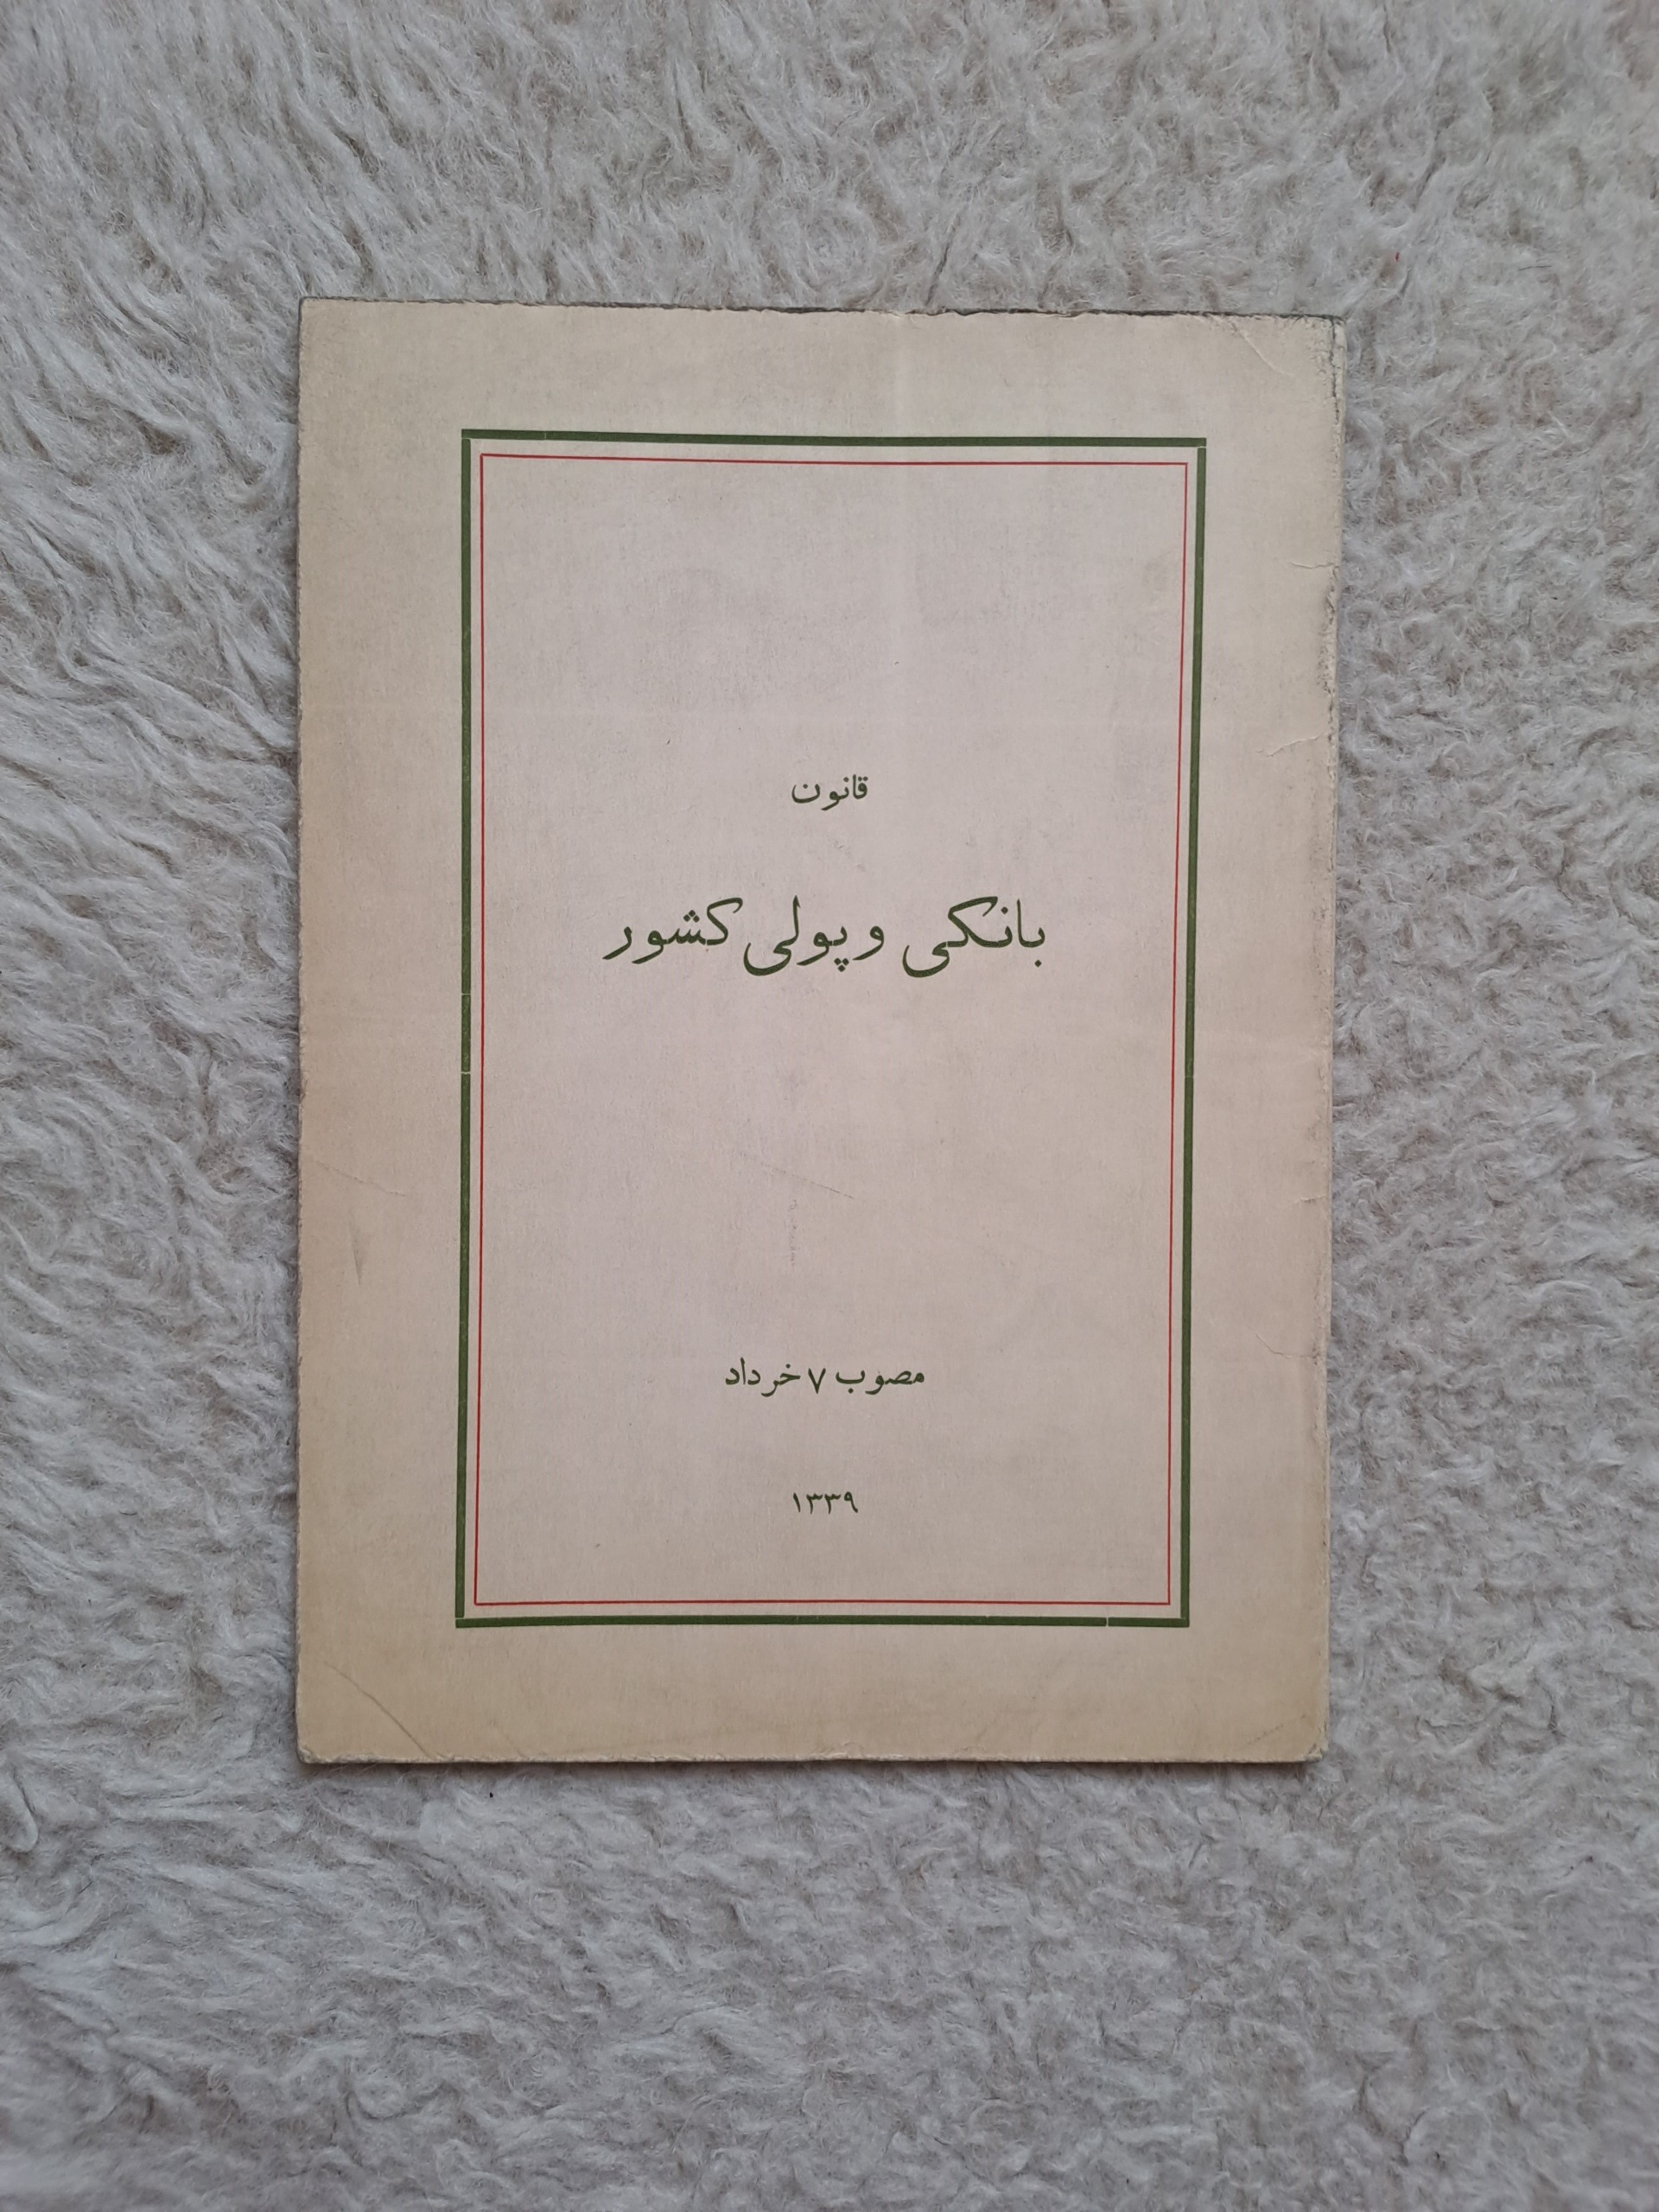 قانون
بانکی و پولی کشور
مصوب ۷ خرداد
۱۳۳۹